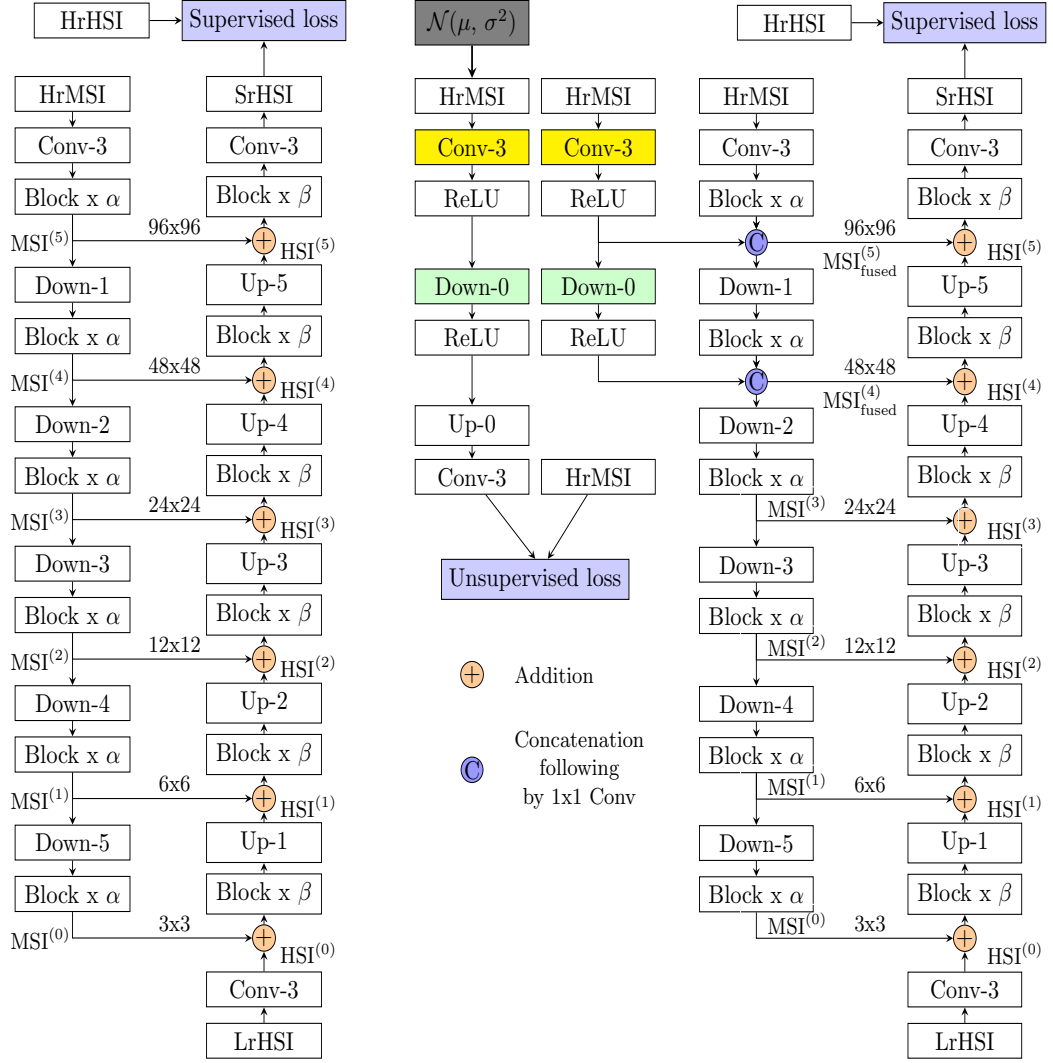 HrHSI
Supervised loss
HrMSI
SrHSI
Conv-3
Conv-3
Block x α
Block x β
MSI^(5)
96x96
HSI^(5)
Down-1
Up-5
Block x α
Block x β
MSI^(4)
48x48
HSI^(4)
Down-2
Up-4
Block x α
Block x β
MSI^(3)
24x24
HSI^(3)
Down-3
Up-3
Block x α
Block x β
MSI^(2)
12x12
HSI^(2)
Down-4
Up-2
Block x α
Block x β
MSI^(1)
6x6
HSI^(1)
Down-5
Up-1
Block x α
Block x β
MSI^(0)
3x3
HSI^(0)
Conv-3
LrHSI
𝒩(μ, σ²)
HrMSI
HrMSI
Conv-3
Conv-3
ReLU
ReLU
Down-0
Down-0
ReLU
ReLU
Up-0
Conv-3
HrMSI
Unsupervised loss
+
Addition
C
Concatenation
following
by 1x1 Conv
HrHSI
Supervised loss
HrMSI
SrHSI
Conv-3
Conv-3
Block x α
Block x β
C
96x96
MSI^(5)_fused
HSI^(5)
Down-1
Up-5
Block x α
Block x β
C
48x48
MSI^(4)_fused
HSI^(4)
Down-2
Up-4
Block x α
Block x β
MSI^(3)
24x24
HSI^(3)
Down-3
Up-3
Block x α
Block x β
MSI^(2)
12x12
HSI^(2)
Down-4
Up-2
Block x α
Block x β
MSI^(1)
6x6
HSI^(1)
Down-5
Up-1
Block x α
Block x β
MSI^(0)
3x3
HSI^(0)
Conv-3
LrHSI